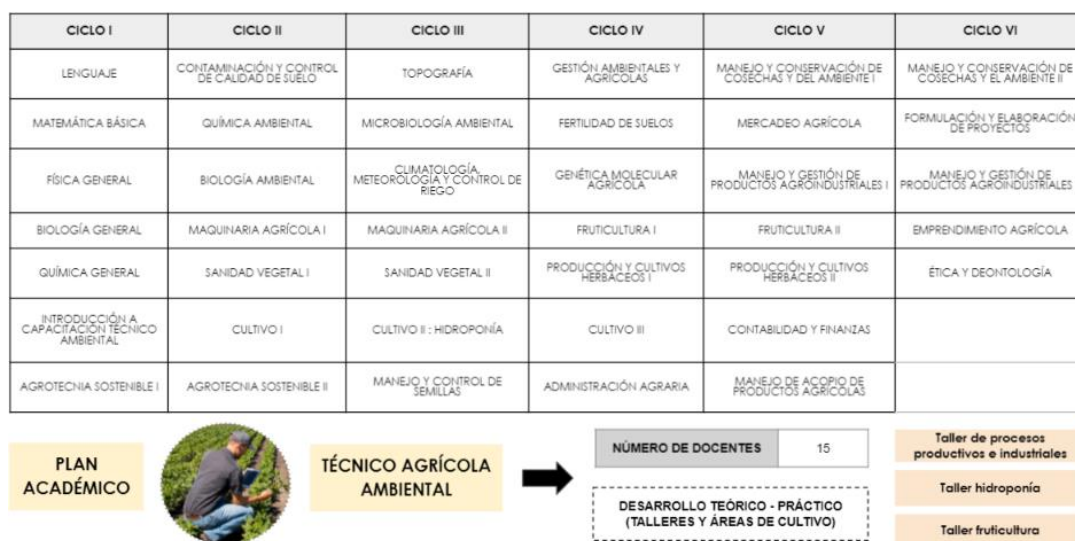 CICLO I
CICLO II
CICLO III
CICLO IV
CICLO V
CICLO VI
LENGUAJE
CONTAMINACIÓN Y CONTROL
DE CALIDAD DE SUELO
TOPOGRAFÍA
GESTIÓN AMBIENTALES Y
AGRÍCOLAS
MANEJO Y CONSERVACIÓN DE
COSECHAS Y DEL AMBIENTE I
MANEJO Y CONSERVACIÓN DE
COSECHAS Y EL AMBIENTE II
MATEMÁTICA BÁSICA
QUÍMICA AMBIENTAL
MICROBIOLOGÍA AMBIENTAL
FERTILIDAD DE SUELOS
MERCADEO AGRÍCOLA
FORMULACIÓN Y ELABORACIÓN
DE PROYECTOS
FÍSICA GENERAL
BIOLOGÍA AMBIENTAL
CLIMATOLOGÍA,
METEOROLOGÍA Y CONTROL DE
RIEGO
GENÉTICA MOLECULAR
AGRÍCOLA
MANEJO Y GESTIÓN DE
PRODUCTOS AGROINDUSTRIALES I
MANEJO Y GESTIÓN DE
PRODUCTOS AGROINDUSTRIALES
BIOLOGÍA GENERAL
MAQUINARIA AGRÍCOLA I
MAQUINARIA AGRÍCOLA II
FRUTICULTURA I
FRUTICULTURA II
EMPRENDIMIENTO AGRÍCOLA
QUÍMICA GENERAL
SANIDAD VEGETAL I
SANIDAD VEGETAL II
PRODUCCIÓN Y CULTIVOS
HERBÁCEOS I
PRODUCCIÓN Y CULTIVOS
HERBÁCEOS II
ÉTICA Y DEONTOLOGÍA
INTRODUCCIÓN A
CAPACITACIÓN TÉCNICO
AMBIENTAL
CULTIVO I
CULTIVO II : HIDROPONÍA
CULTIVO III
CONTABILIDAD Y FINANZAS
AGROTECNIA SOSTENIBLE I
AGROTECNIA SOSTENIBLE II
MANEJO Y CONTROL DE
SEMILLAS
ADMINISTRACIÓN AGRARIA
MANEJO DE ACOPIO DE
PRODUCTOS AGRÍCOLAS
PLAN
ACADÉMICO
TÉCNICO AGRÍCOLA
AMBIENTAL
NÚMERO DE DOCENTES
15
DESARROLLO TEÓRICO - PRÁCTICO
(TALLERES Y ÁREAS DE CULTIVO)
Taller de procesos
productivos e industriales
Taller hidroponía
Taller fruticultura